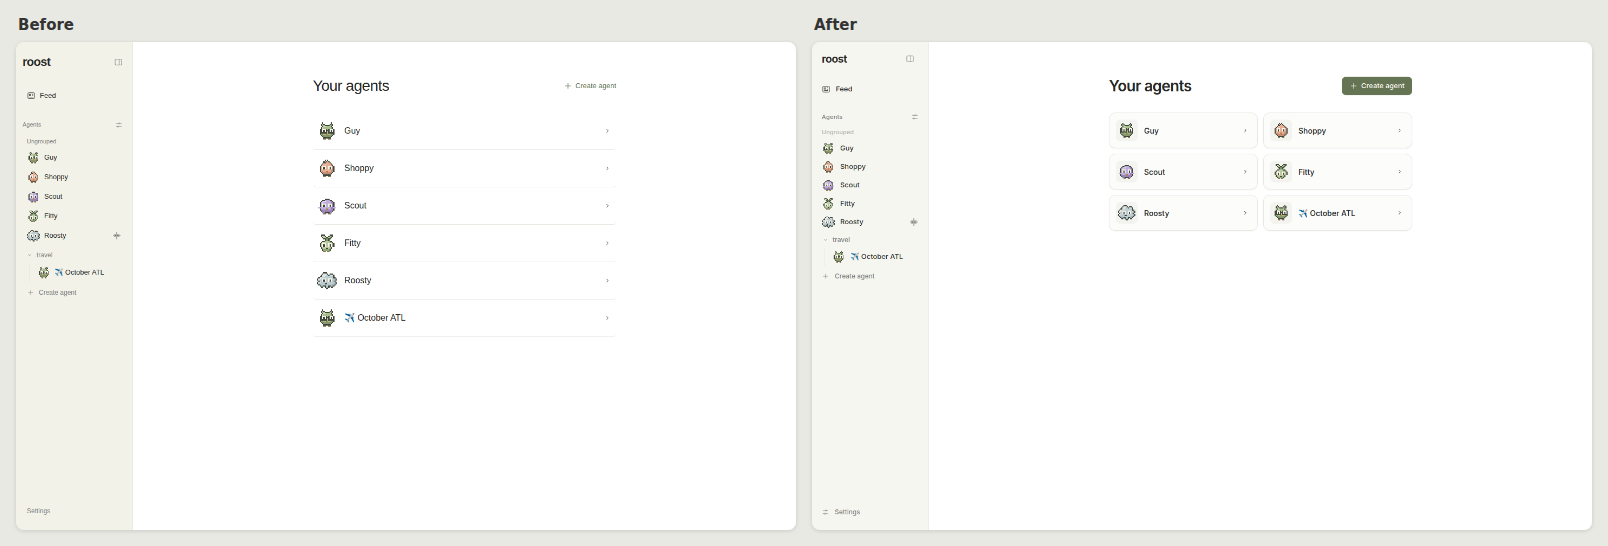 Before
roost
Feed
Agents
Ungrouped
Guy
Shoppy
Scout
Fitty
Roosty
travel
✈️ October ATL
Create agent
Settings
Your agents
Create agent
Guy
Shoppy
Scout
Fitty
Roosty
✈️ October ATL
After
roost
Feed
Agents
Ungrouped
Guy
Shoppy
Scout
Fitty
Roosty
travel
✈️ October ATL
Create agent
Settings
Your agents
Create agent
Guy
Shoppy
Scout
Fitty
Roosty
✈️ October ATL